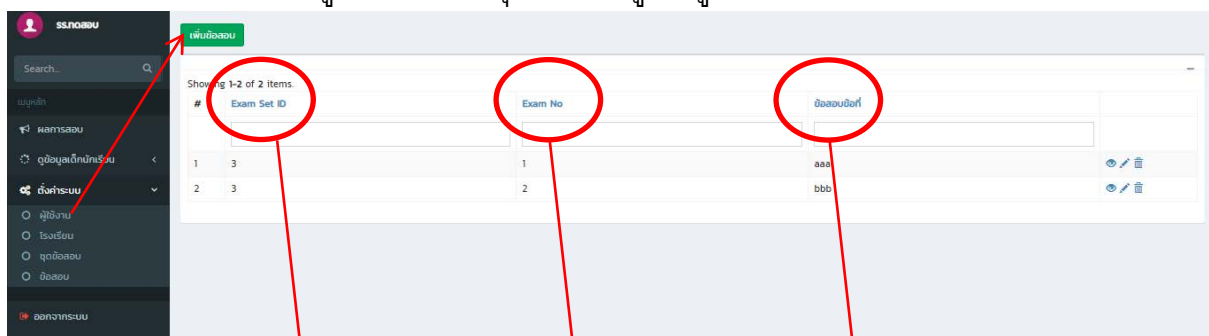 รร.ทดสอบ
เพิ่มข้อสอบ
Search...
Showing 1-2 of 2 items.
เมนูหลัก
# Exam Set ID Exam No ข้อสอบข้อที่
ผลการสอบ
ดูข้อมูลเด็กนักเรียน
1 3 1 aaa
ตั้งค่าระบบ
2 3 2 bbb
ผู้ใช้งาน
โรงเรียน
ชุดข้อสอบ
ข้อสอบ
ออกจากระบบ